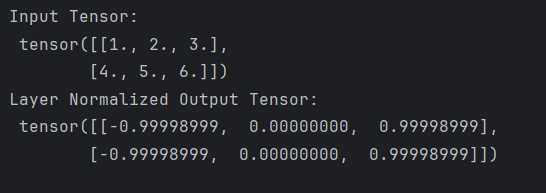 Input Tensor:
tensor([[1., 2., 3.],
[4., 5., 6.]])
Layer Normalized Output Tensor:
tensor([[-0.99998999,  0.00000000,  0.99998999],
[-0.99998999,  0.00000000,  0.99998999]])